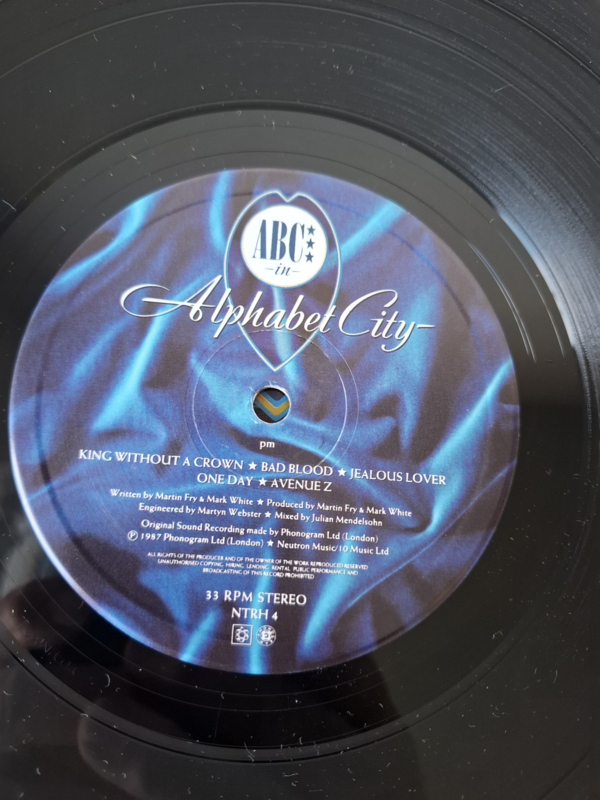 ABC
-in-
Alphabet City
pm
KING WITHOUT A CROWN ★ BAD BLOOD ★ JEALOUS LOVER
ONE DAY ★ AVENUE Z
Written by Martin Fry & Mark White ★ Produced by Martin Fry & Mark White
Engineered by Martyn Webster ★ Mixed by Julian Mendelsohn
Original Sound Recording made by Phonogram Ltd (London)
℗ 1987 Phonogram Ltd (London) ★ Neutron Music/10 Music Ltd
ALL RIGHTS OF THE PRODUCER AND OF THE OWNER OF THE WORK REPRODUCED RESERVED
UNAUTHORISED COPYING, HIRING, LENDING, RENTAL, PUBLIC PERFORMANCE AND
BROADCASTING OF THIS RECORD PROHIBITED
33 RPM STEREO
NTRH 4